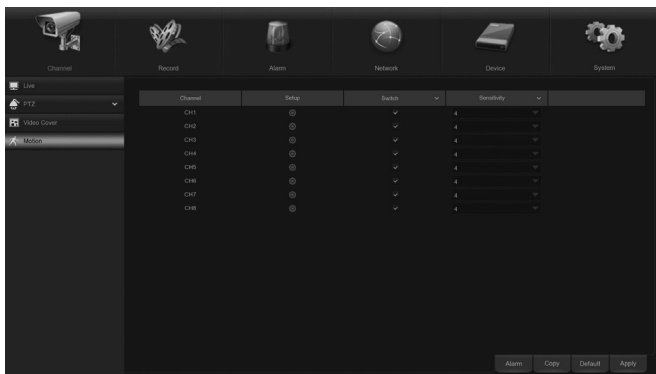 Channel Record Alarm Network Device System
Live
PTZ
Video Cover
Motion
Channel Setup Switch Sensitivity
CH1 4
CH2 4
CH3 4
CH4 4
CH5 4
CH6 4
CH7 4
CH8 4
Alarm Copy Default Apply